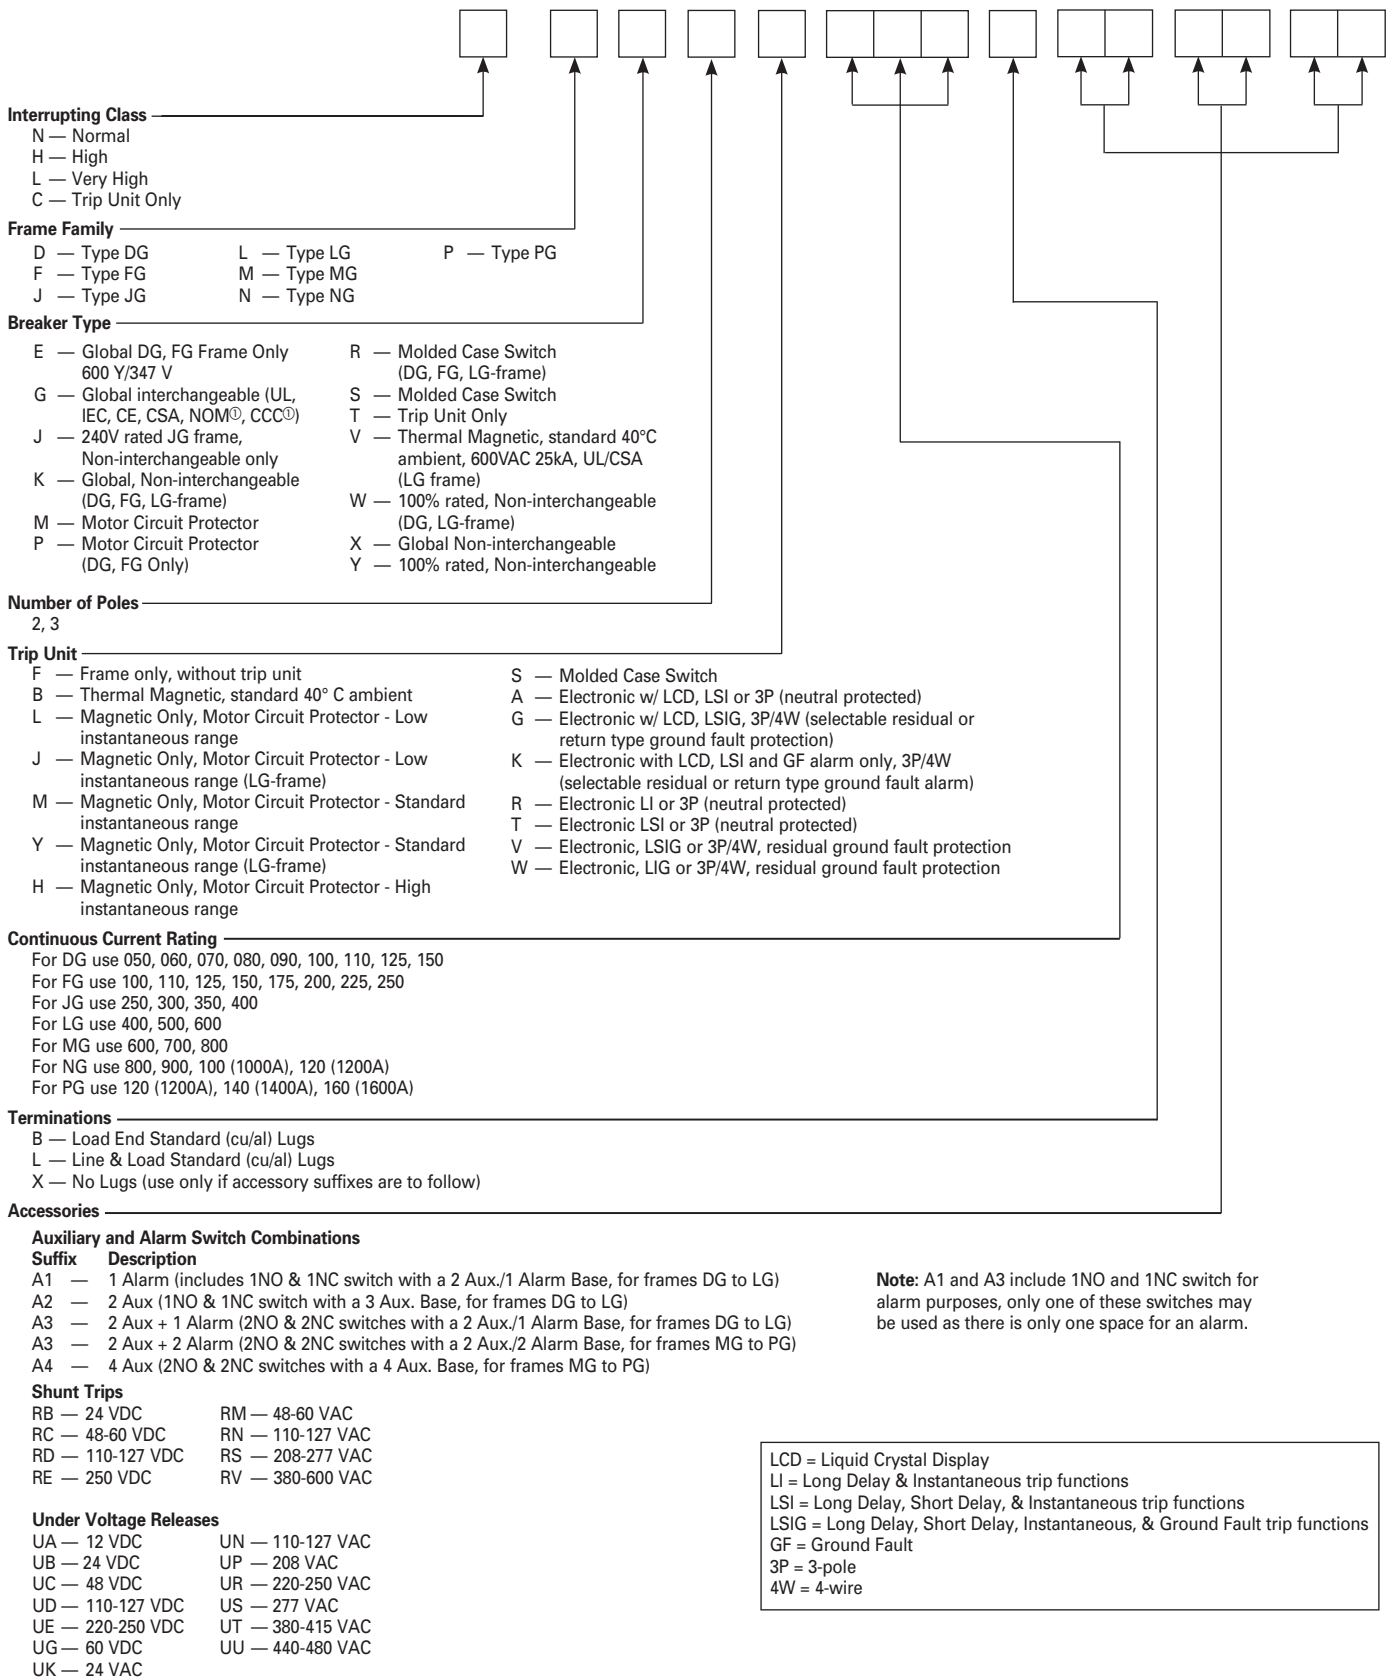 Interrupting Class
N — Normal
H — High
L — Very High
C — Trip Unit Only
Frame Family
D — Type DG
F — Type FG
J — Type JG
L — Type LG
M — Type MG
N — Type NG
P — Type PG
Breaker Type
E — Global DG, FG Frame Only
600 Y/347 V
G — Global interchangeable (UL,
IEC, CE, CSA, NOM①, CCC①)
J — 240V rated JG frame,
Non-interchangeable only
K — Global, Non-interchangeable
(DG, FG, LG-frame)
M — Motor Circuit Protector
P — Motor Circuit Protector
(DG, FG Only)
R — Molded Case Switch
(DG, FG, LG-frame)
S — Molded Case Switch
T — Trip Unit Only
V — Thermal Magnetic, standard 40°C
ambient, 600VAC 25kA, UL/CSA
(LG frame)
W — 100% rated, Non-interchangeable
(DG, LG-frame)
X — Global Non-interchangeable
Y — 100% rated, Non-interchangeable
Number of Poles
2, 3
Trip Unit
F — Frame only, without trip unit
B — Thermal Magnetic, standard 40° C ambient
L — Magnetic Only, Motor Circuit Protector - Low
instantaneous range
J — Magnetic Only, Motor Circuit Protector - Low
instantaneous range (LG-frame)
M — Magnetic Only, Motor Circuit Protector - Standard
instantaneous range
Y — Magnetic Only, Motor Circuit Protector - Standard
instantaneous range (LG-frame)
H — Magnetic Only, Motor Circuit Protector - High
instantaneous range
S — Molded Case Switch
A — Electronic w/ LCD, LSI or 3P (neutral protected)
G — Electronic w/ LCD, LSIG, 3P/4W (selectable residual or
return type ground fault protection)
K — Electronic with LCD, LSI and GF alarm only, 3P/4W
(selectable residual or return type ground fault alarm)
R — Electronic LI or 3P (neutral protected)
T — Electronic LSI or 3P (neutral protected)
V — Electronic, LSIG or 3P/4W, residual ground fault protection
W — Electronic, LIG or 3P/4W, residual ground fault protection
Continuous Current Rating
For DG use 050, 060, 070, 080, 090, 100, 110, 125, 150
For FG use 100, 110, 125, 150, 175, 200, 225, 250
For JG use 250, 300, 350, 400
For LG use 400, 500, 600
For MG use 600, 700, 800
For NG use 800, 900, 100 (1000A), 120 (1200A)
For PG use 120 (1200A), 140 (1400A), 160 (1600A)
Terminations
B — Load End Standard (cu/al) Lugs
L — Line & Load Standard (cu/al) Lugs
X — No Lugs (use only if accessory suffixes are to follow)
Accessories
Auxiliary and Alarm Switch Combinations
Suffix Description
A1 — 1 Alarm (includes 1NO & 1NC switch with a 2 Aux./1 Alarm Base, for frames DG to LG)
A2 — 2 Aux (1NO & 1NC switch with a 3 Aux. Base, for frames DG to LG)
A3 — 2 Aux + 1 Alarm (2NO & 2NC switches with a 2 Aux./1 Alarm Base, for frames DG to LG)
A3 — 2 Aux + 2 Alarm (2NO & 2NC switches with a 2 Aux./2 Alarm Base, for frames MG to PG)
A4 — 4 Aux (2NO & 2NC switches with a 4 Aux. Base, for frames MG to PG)
Note: A1 and A3 include 1NO and 1NC switch for
alarm purposes, only one of these switches may
be used as there is only one space for an alarm.
Shunt Trips
RB — 24 VDC
RC — 48-60 VDC
RD — 110-127 VDC
RE — 250 VDC
RM — 48-60 VAC
RN — 110-127 VAC
RS — 208-277 VAC
RV — 380-600 VAC
Under Voltage Releases
UA — 12 VDC
UB — 24 VDC
UC — 48 VDC
UD — 110-127 VDC
UE — 220-250 VDC
UG — 60 VDC
UK — 24 VAC
UN — 110-127 VAC
UP — 208 VAC
UR — 220-250 VAC
US — 277 VAC
UT — 380-415 VAC
UU — 440-480 VAC
LCD = Liquid Crystal Display
LI = Long Delay & Instantaneous trip functions
LSI = Long Delay, Short Delay, & Instantaneous trip functions
LSIG = Long Delay, Short Delay, Instantaneous, & Ground Fault trip functions
GF = Ground Fault
3P = 3-pole
4W = 4-wire